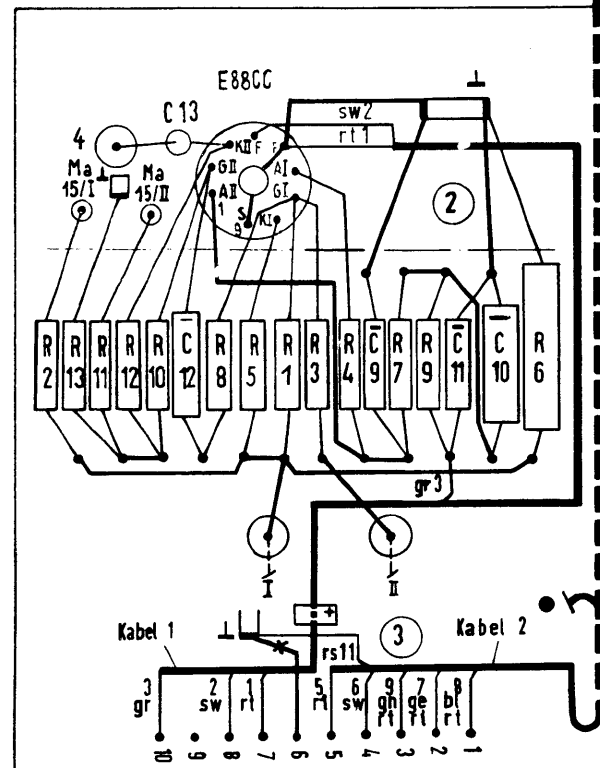 E88CC
C 13
sw2
rt1
4
Ma
15/I
Ma
15/II
KII
F
F
GII
AI
AII
GI
1
S
9
KI
2
R
2
R
13
R
11
R
12
R
10
C
12
R
8
R
5
R
1
R
3
R
4
C
9
R
7
R
9
C
11
C
10
R
6
gr3
I
II
+
Kabel 1
3
Kabel 2
rs11
3
gr
2
sw
1
rt
5
rt
6
sw
9
gn
rt
7
ge
rt
8
bl
rt
10
9
8
7
6
5
4
3
2
1